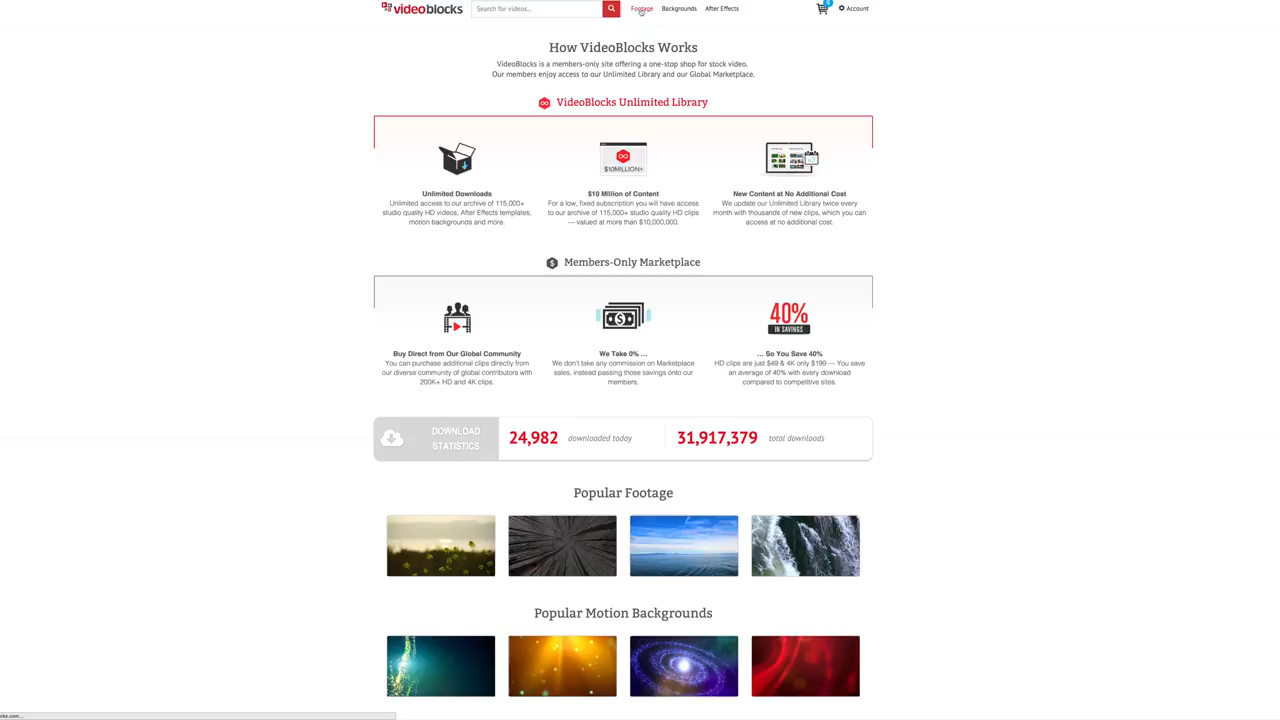 videoblocks
Search for videos...
Footage
Backgrounds
After Effects
0
Account
How VideoBlocks Works
VideoBlocks is a members-only site offering a one-stop shop for stock video.
Our members enjoy access to our Unlimited Library and our Global Marketplace.
VideoBlocks Unlimited Library
$10MILLION+
Unlimited Downloads
Unlimited access to our archive of 115,000+
studio quality HD videos, After Effects templates,
motion backgrounds and more.
$10 Million of Content
For a low, fixed subscription you will have access
to our archive of 115,000+ studio quality HD clips
— valued at more than $10,000,000.
New Content at No Additional Cost
We update our Unlimited Library twice every
month with thousands of new clips, which you can
access at no additional cost.
Members-Only Marketplace
40%
IN SAVINGS
Buy Direct from Our Global Community
You can purchase additional clips directly from
our diverse community of global contributors with
200K+ HD and 4K clips.
We Take 0% ...
We don't take any commission on Marketplace
sales, instead passing those savings onto our
members.
... So You Save 40%
HD clips are just $49 & 4K only $199 — You save
an average of 40% with every download
compared to competitive sites.
DOWNLOAD
STATISTICS
24,982 downloaded today
31,917,379 total downloads
Popular Footage
Popular Motion Backgrounds
cks.com...